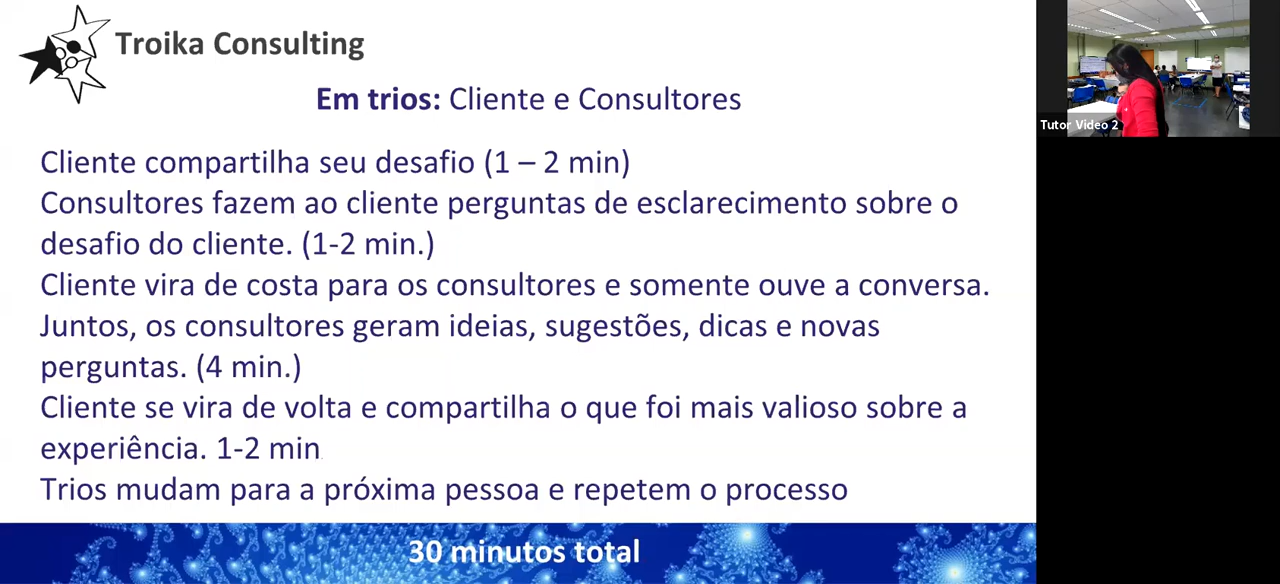 Troika Consulting
Em trios: Cliente e Consultores
Cliente compartilha seu desafio (1 – 2 min)
Consultores fazem ao cliente perguntas de esclarecimento sobre o
desafio do cliente. (1-2 min.)
Cliente vira de costa para os consultores e somente ouve a conversa.
Juntos, os consultores geram ideias, sugestões, dicas e novas
perguntas. (4 min.)
Cliente se vira de volta e compartilha o que foi mais valioso sobre a
experiência. 1-2 min
Trios mudam para a próxima pessoa e repetem o processo
30 minutos total
Tutor Video 2